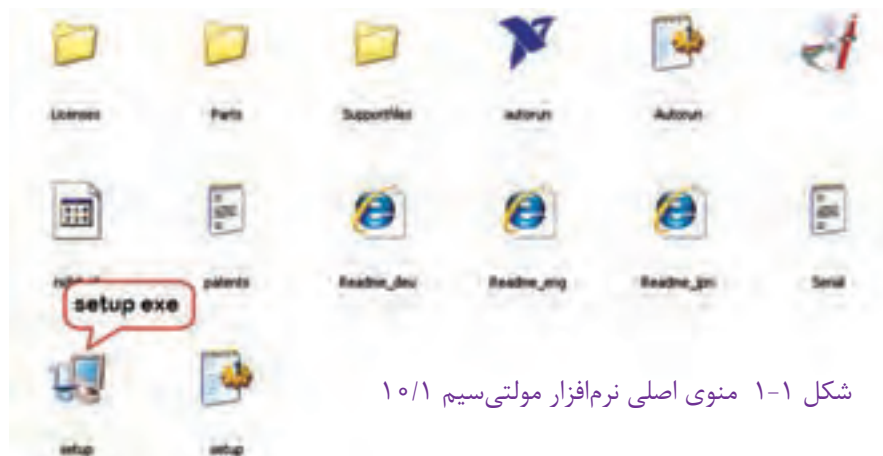 Licenses Parts Supportfiles autorun Autorun
patents Readme_deu Readme_eng Readme_jpn Serial
setup exe
setup setup
شکل ۱-۱ منوی اصلی نرم‌افزار مولتی‌سیم ۱۰/۱